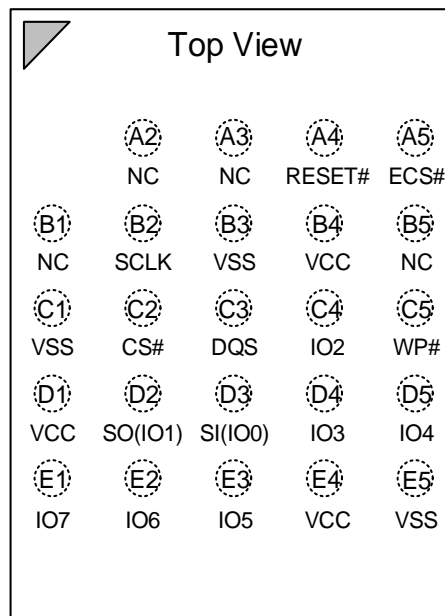 Top View
A2 A3 A4 A5
NC NC RESET# ECS#
B1 B2 B3 B4 B5
NC SCLK VSS VCC NC
C1 C2 C3 C4 C5
VSS CS# DQS IO2 WP#
D1 D2 D3 D4 D5
VCC SO(IO1) SI(IO0) IO3 IO4
E1 E2 E3 E4 E5
IO7 IO6 IO5 VCC VSS